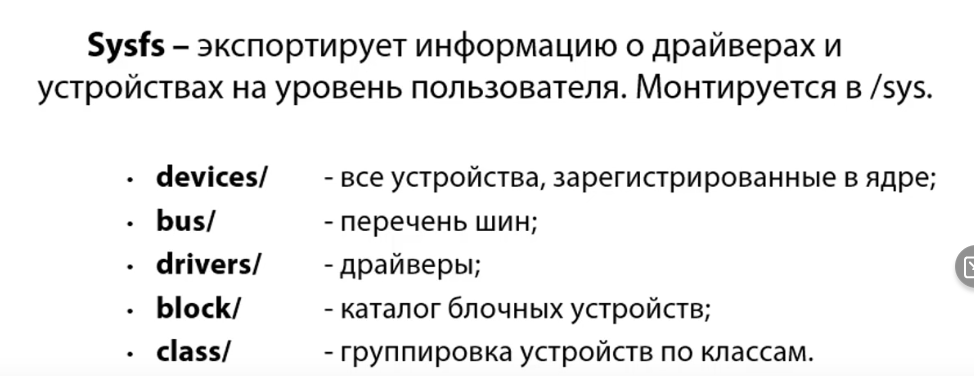 Sysfs – экспортирует информацию о драйверах и
устройствах на уровень пользователя. Монтируется в /sys.
• devices/ - все устройства, зарегистрированные в ядре;
• bus/ - перечень шин;
• drivers/ - драйверы;
• block/ - каталог блочных устройств;
• class/ - группировка устройств по классам.